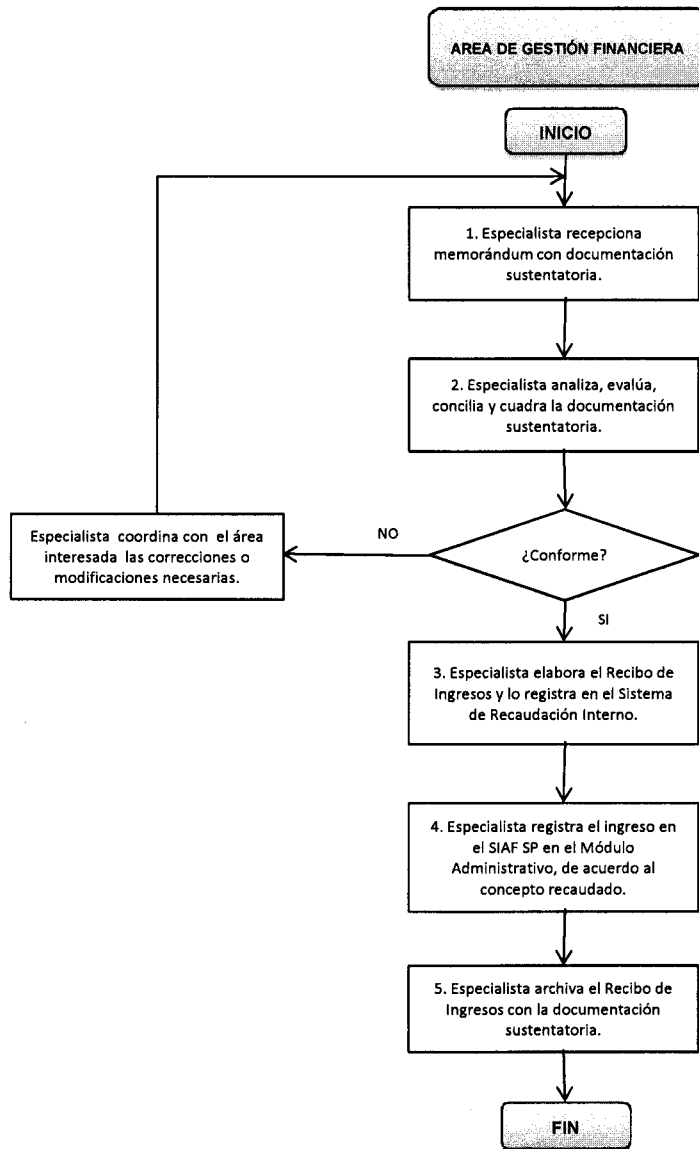 AREA DE GESTIÓN FINANCIERA
INICIO
1. Especialista recepciona
memorándum con documentación
sustentatoria.
2. Especialista analiza, evalúa,
concilia y cuadra la documentación
sustentatoria.
¿Conforme?
NO
Especialista coordina con el área
interesada las correcciones o
modificaciones necesarias.
SI
3. Especialista elabora el Recibo de
Ingresos y lo registra en el Sistema
de Recaudación Interno.
4. Especialista registra el ingreso en
el SIAF SP en el Módulo
Administrativo, de acuerdo al
concepto recaudado.
5. Especialista archiva el Recibo de
Ingresos con la documentación
sustentatoria.
FIN